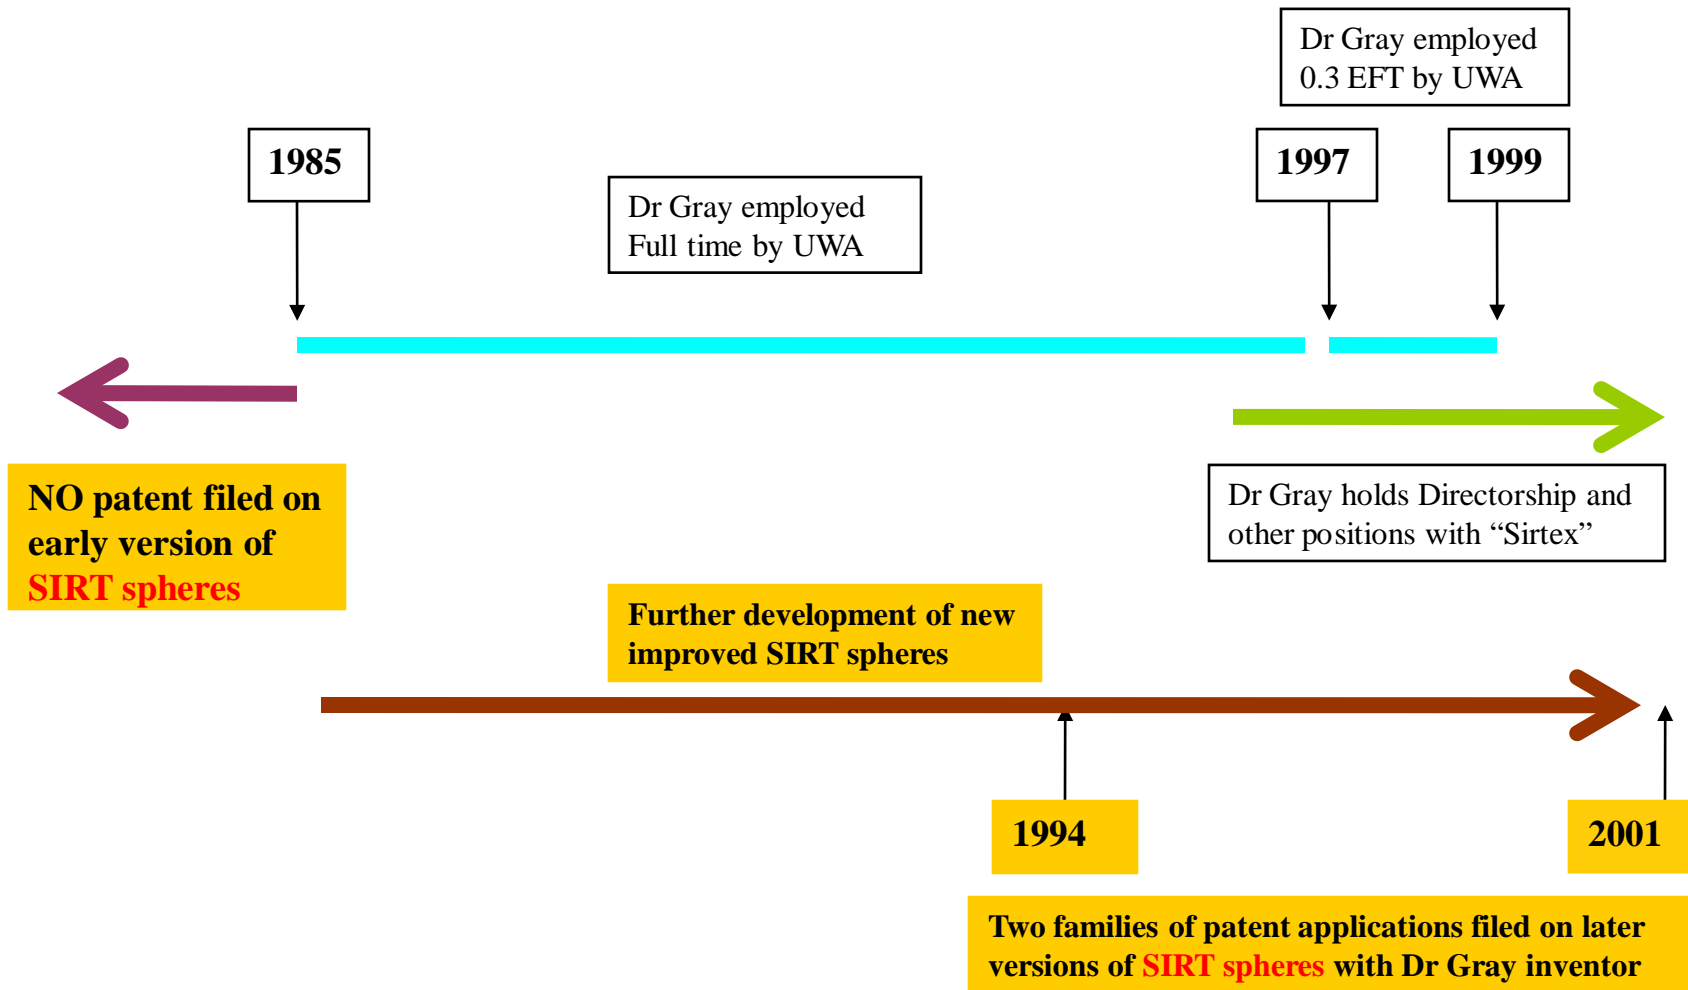 Dr Gray employed
0.3 EFT by UWA
1985
1997
1999
Dr Gray employed
Full time by UWA
NO patent filed on
early version of
SIRT spheres
Dr Gray holds Directorship and
other positions with “Sirtex”
Further development of new
improved SIRT spheres
1994
2001
Two families of patent applications filed on later
versions of SIRT spheres with Dr Gray inventor